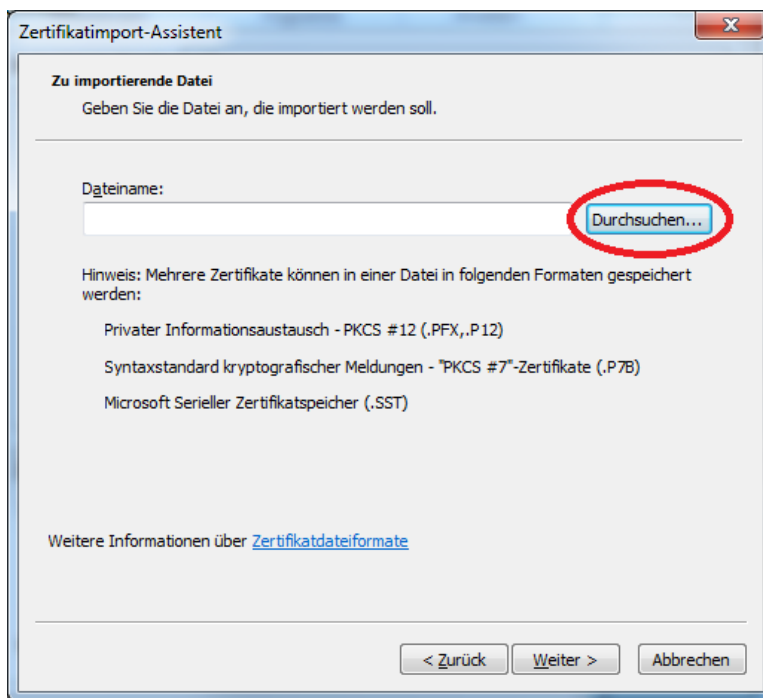 Zertifikatimport-Assistent
Zu importierende Datei
Geben Sie die Datei an, die importiert werden soll.
Dateiname:
Durchsuchen...
Hinweis: Mehrere Zertifikate können in einer Datei in folgenden Formaten gespeichert
werden:
Privater Informationsaustausch - PKCS #12 (.PFX,.P12)
Syntaxstandard kryptografischer Meldungen - "PKCS #7"-Zertifikate (.P7B)
Microsoft Serieller Zertifikatspeicher (.SST)
Weitere Informationen über Zertifikatdateiformate
< Zurück Weiter > Abbrechen